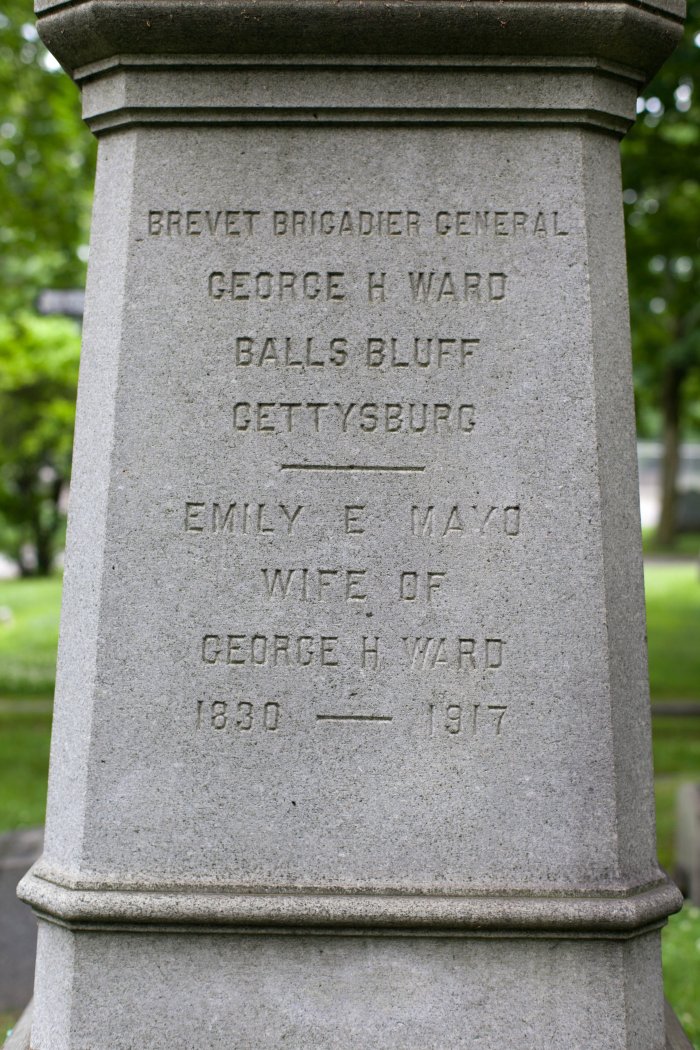 BREVET BRIGADIER GENERAL
GEORGE H WARD
BALLS BLUFF
GETTYSBURG
EMILY E MAYO
WIFE OF
GEORGE H WARD
1830 — 1917